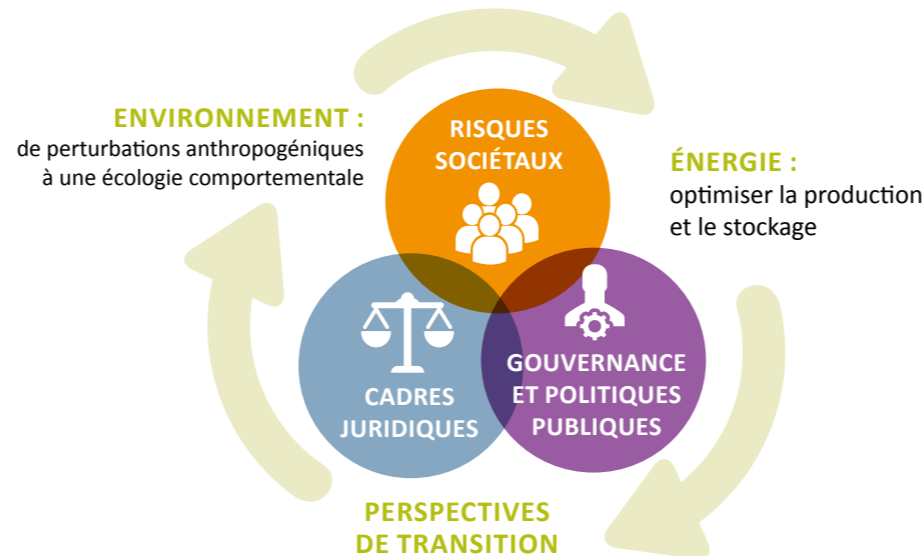 ENVIRONNEMENT :
de perturbations anthropogéniques
à une écologie comportementale
RISQUES
SOCIÉTAUX
ÉNERGIE :
optimiser la production
et le stockage
CADRES
JURIDIQUES
GOUVERNANCE
ET POLITIQUES
PUBLIQUES
PERSPECTIVES
DE TRANSITION